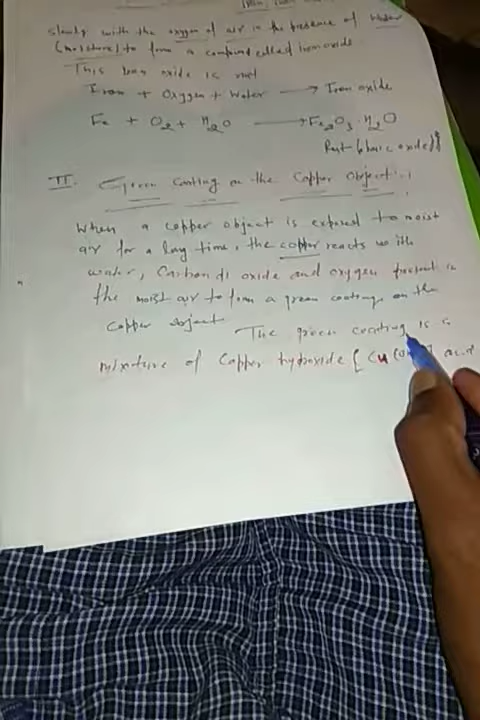 slowly with the oxygen of air in the presence of water
(moisture) to form a compound called iron oxide.
This iron oxide is rust
Iron + Oxygen + Water → Iron oxide
Fe + O2 + H2O → Fe2O3.H2O
II. Green Coating on the Copper Object:
When a copper object is exposed to moist
air for a long time, the copper reacts with
water, Carbon di oxide and oxygen present in
the moist air to form a green coating on the
Copper object
The green coating is a
mixture of Copper hydroxide [Cu